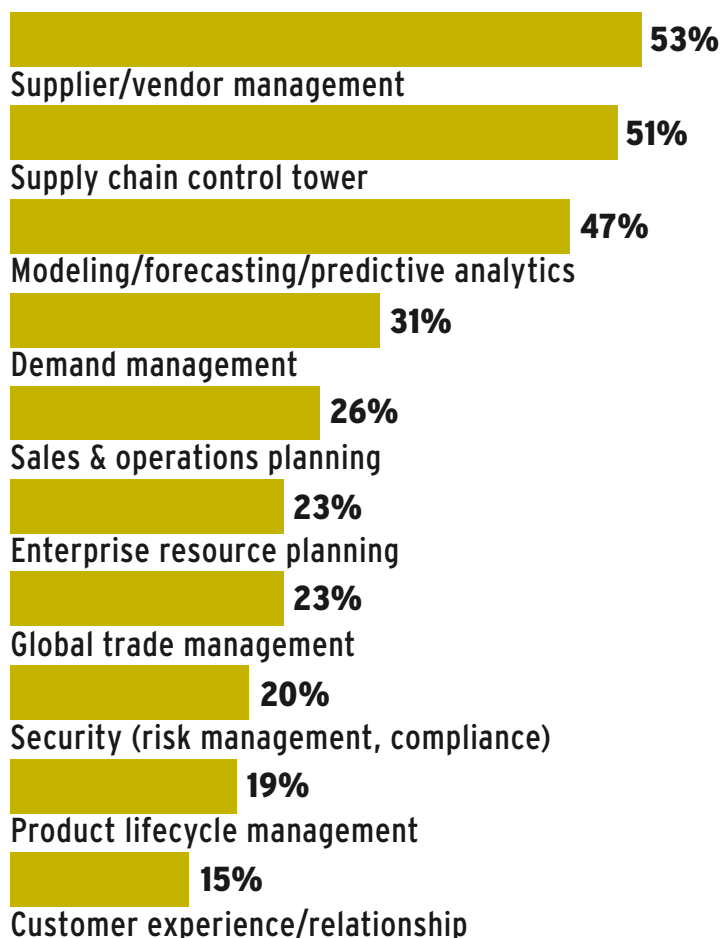 53%
Supplier/vendor management
51%
Supply chain control tower
47%
Modeling/forecasting/predictive analytics
31%
Demand management
26%
Sales & operations planning
23%
Enterprise resource planning
23%
Global trade management
20%
Security (risk management, compliance)
19%
Product lifecycle management
15%
Customer experience/relationship